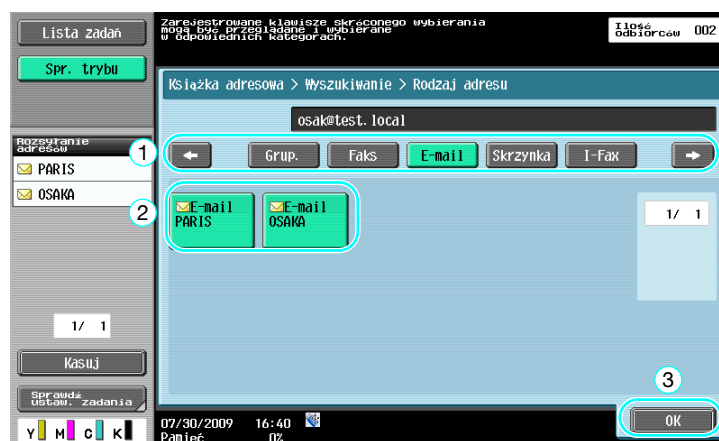 Lista zadań
Zarejestrowane klawisze skróconego wybierania
mogą być przeglądane i wybierane
w odpowiednich kategorach.
Ilość
odbiorców 002
Spr. trybu
Książka adresowa > Wyszukiwanie > Rodzaj adresu
osak@test.local
Rozsyłanie
adresów
1
Grup. Faks E-mail Skrzynka I-Fax
PARIS
OSAKA
2
E-mail
PARIS
E-mail
OSAKA
1/ 1
1/ 1
Kasuj
3
Sprawdź
ustaw. zadania
OK
Y M C K
07/30/2009 16:40
Pamięć 0%